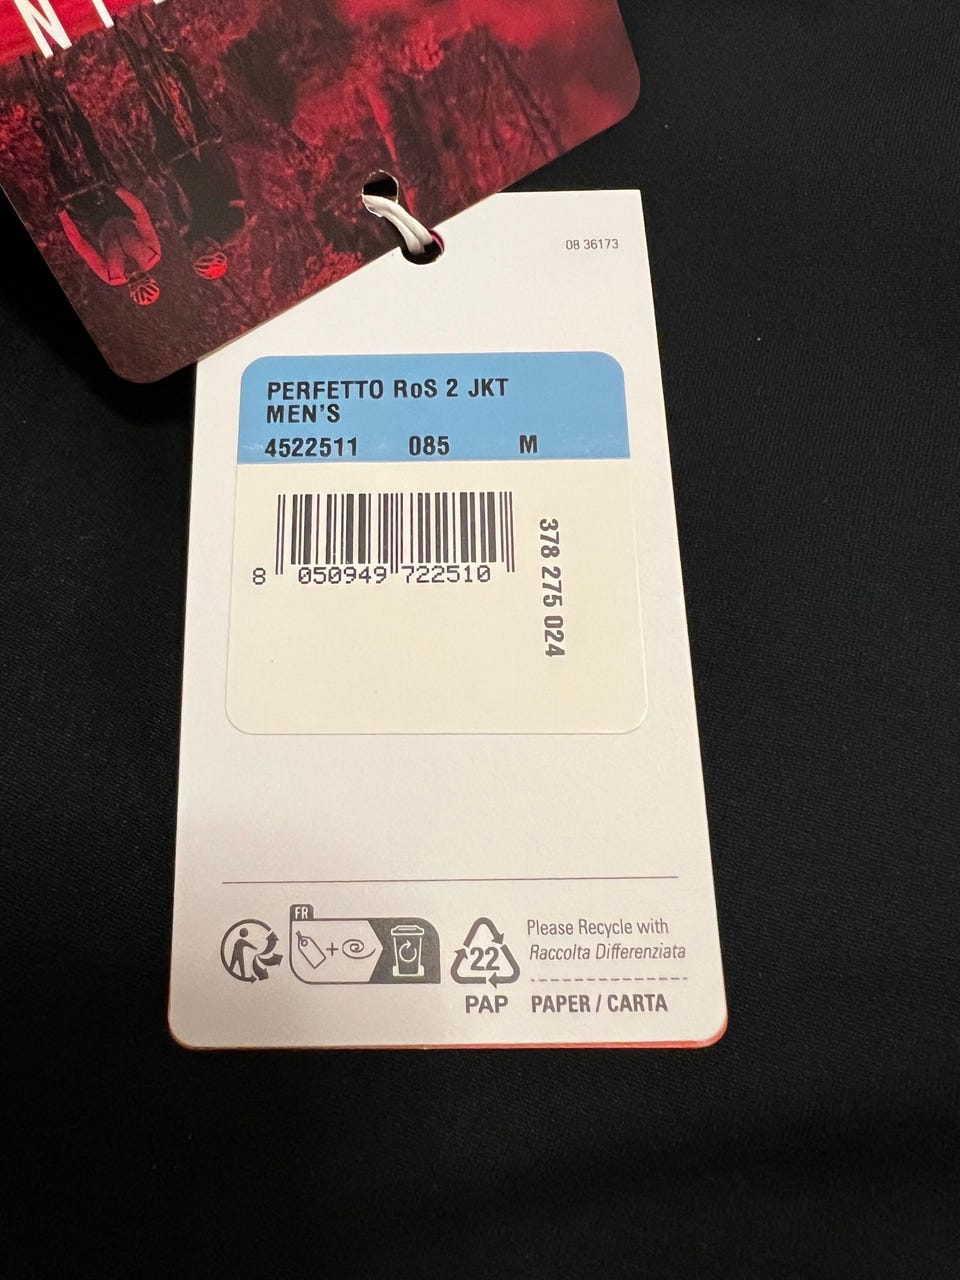 08 36173
PERFETTO RoS 2 JKT
MEN'S
4522511 085 M
8 050949 722510
378 275 024
FR
22
PAP
Please Recycle with
Raccolta Differenziata
PAPER / CARTA